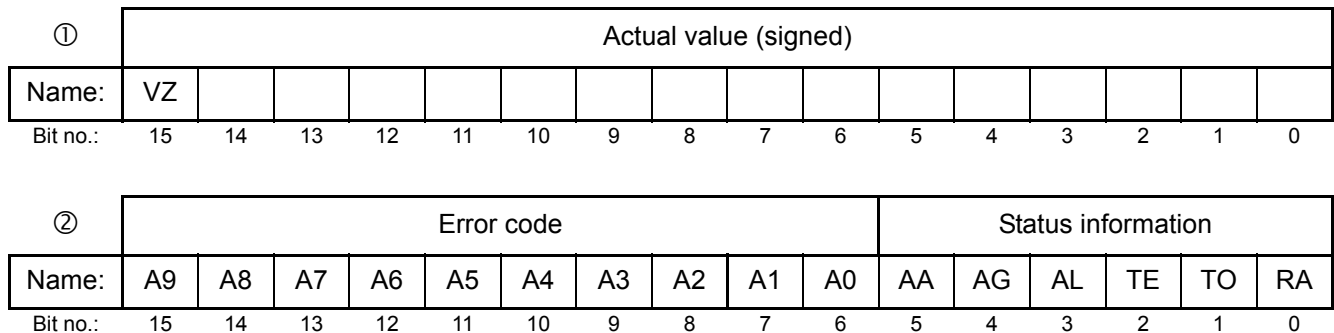 ① Actual value (signed)
Name: VZ
Bit no.: 15 14 13 12 11 10 9 8 7 6 5 4 3 2 1 0
② Error code Status information
Name: A9 A8 A7 A6 A5 A4 A3 A2 A1 A0 AA AG AL TE TO RA
Bit no.: 15 14 13 12 11 10 9 8 7 6 5 4 3 2 1 0